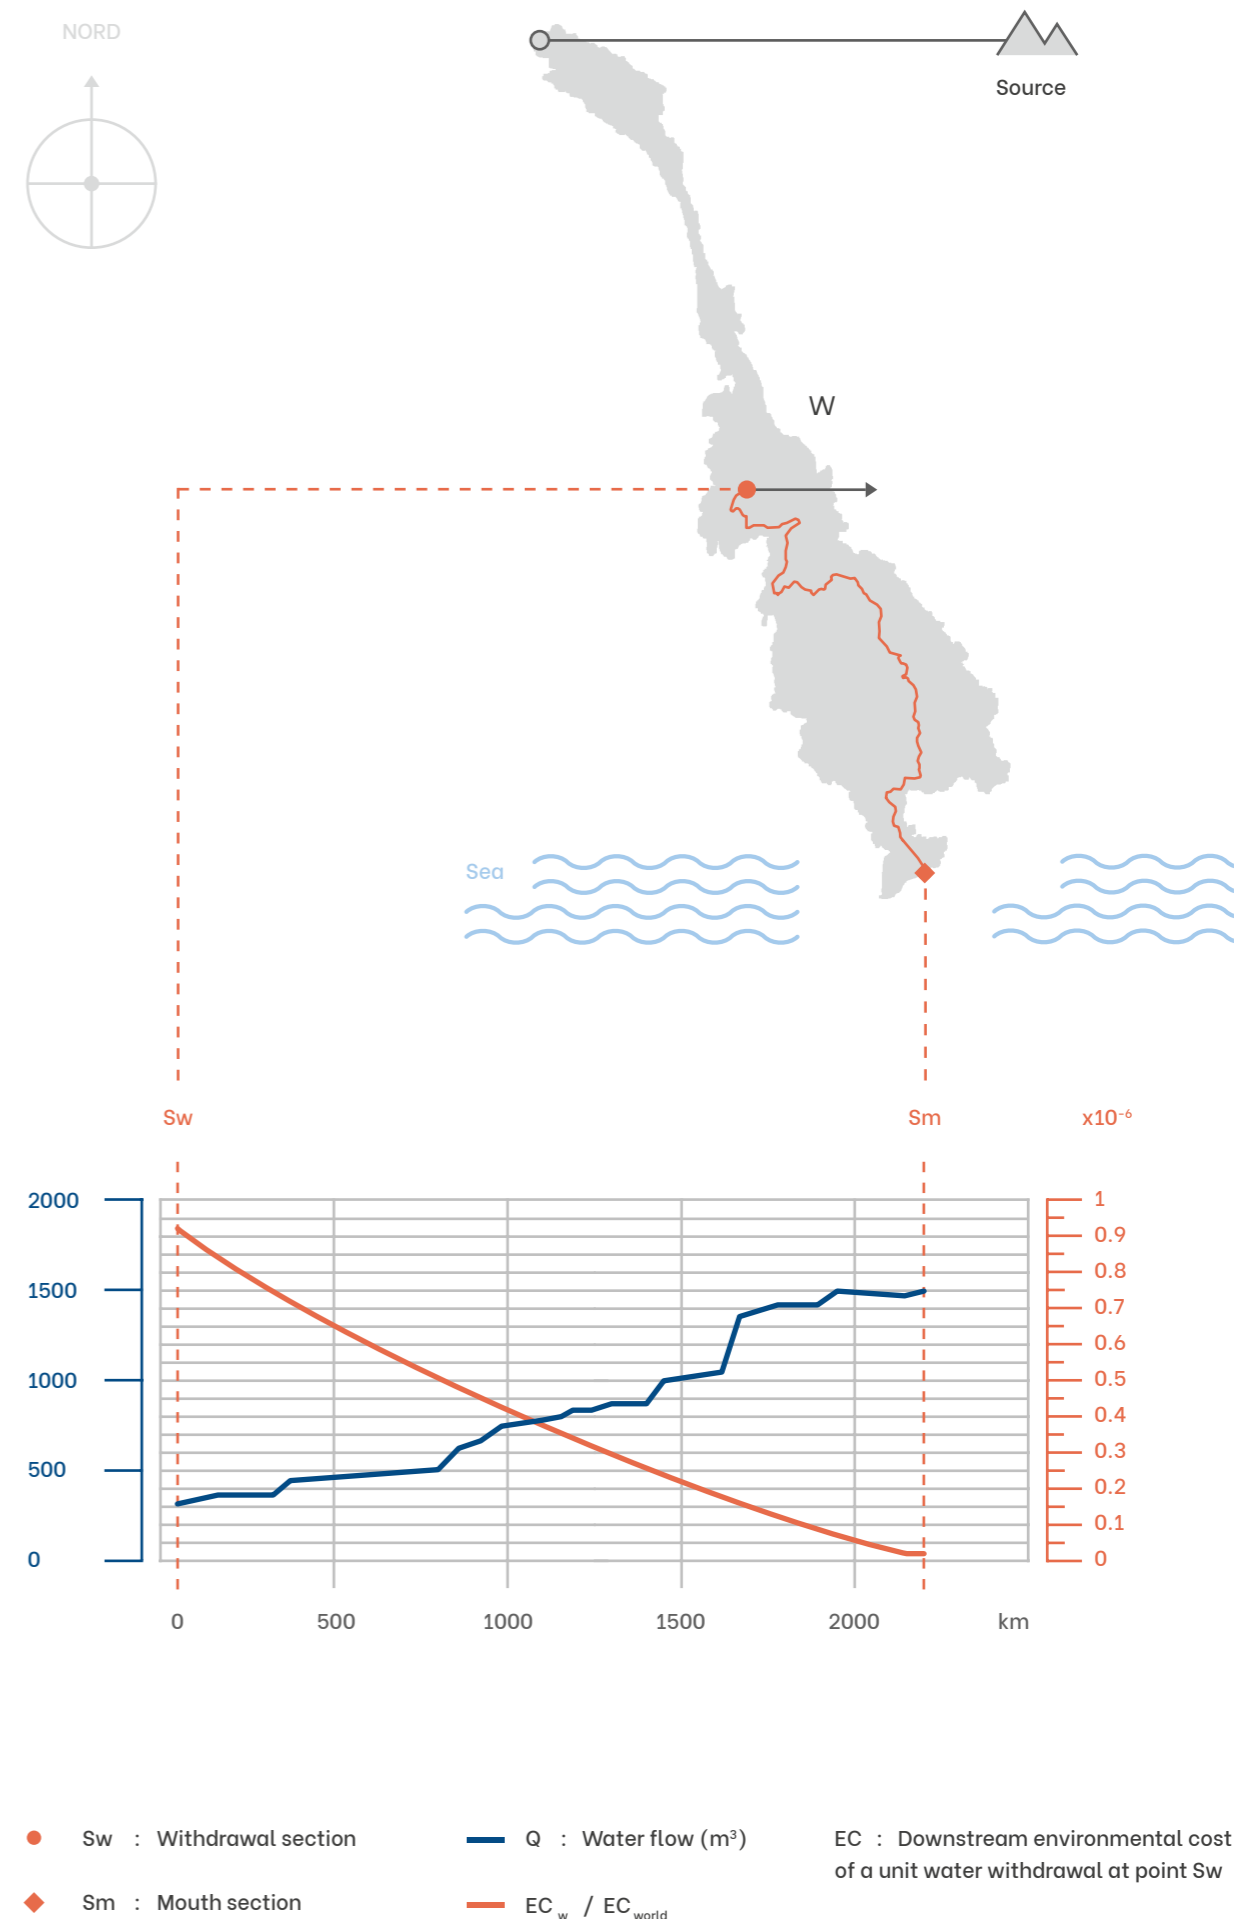 NORD
Source
W
Sea
Sw
Sm
x10⁻⁶
2000
1500
1000
500
0
1
0.9
0.8
0.7
0.6
0.5
0.4
0.3
0.2
0.1
0
0 500 1000 1500 2000 km
Sw : Withdrawal section
Sm : Mouth section
Q : Water flow (m³)
EC w / EC world
EC : Downstream environmental cost
of a unit water withdrawal at point Sw